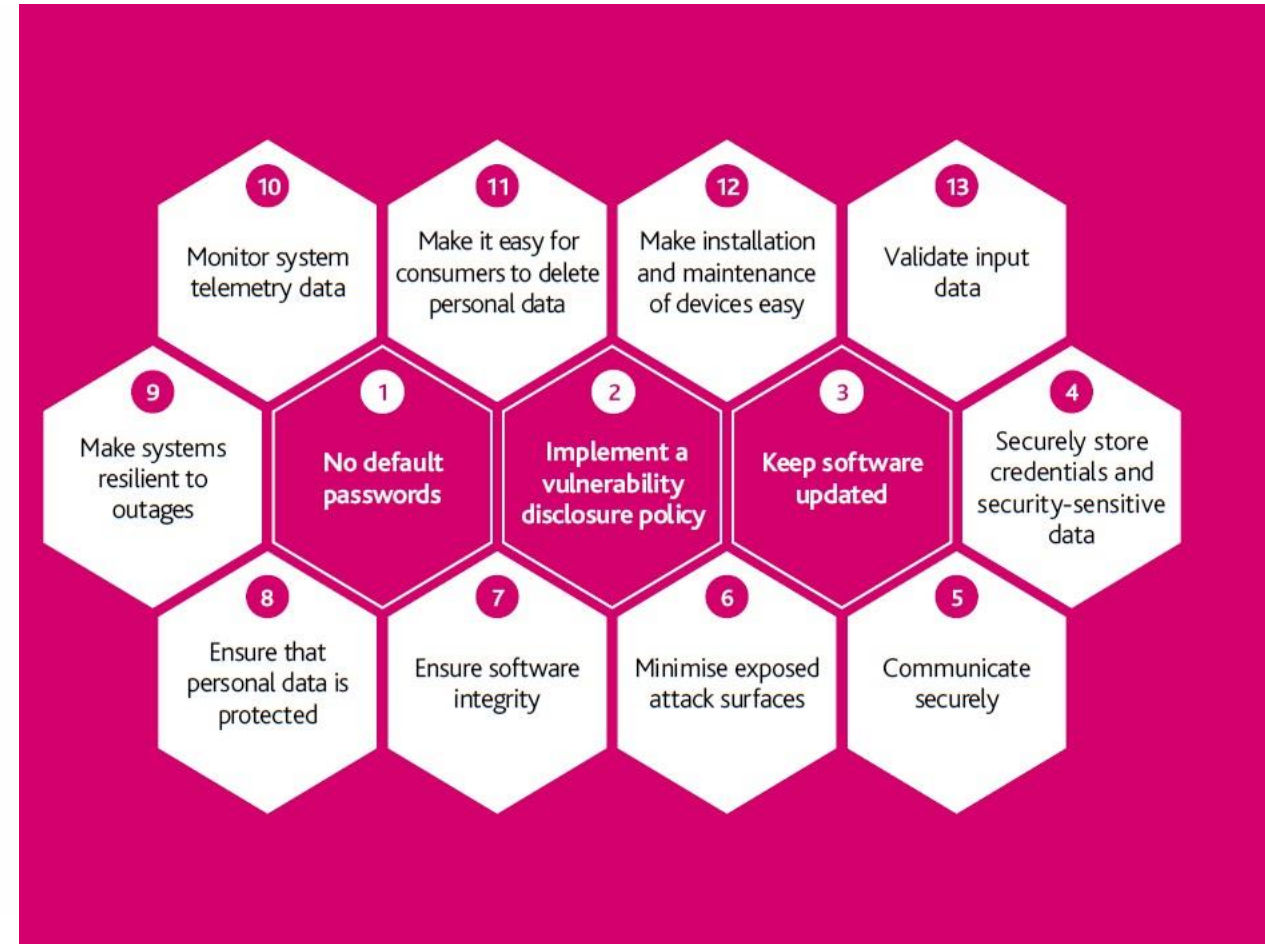 10
Monitor system
telemetry data
11
Make it easy for
consumers to delete
personal data
12
Make installation
and maintenance
of devices easy
13
Validate input
data
9
Make systems
resilient to
outages
1
No default
passwords
2
Implement a
vulnerability
disclosure policy
3
Keep software
updated
4
Securely store
credentials and
security-sensitive
data
8
Ensure that
personal data is
protected
7
Ensure software
integrity
6
Minimise exposed
attack surfaces
5
Communicate
securely